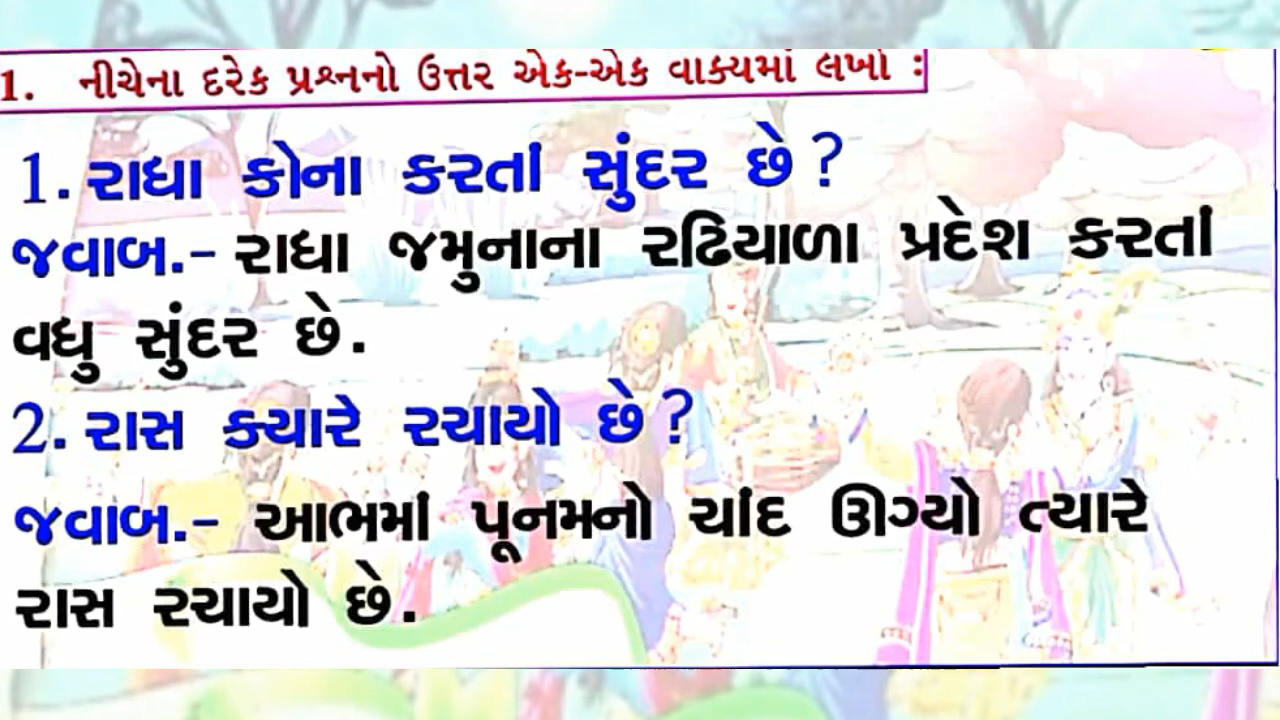 1. નીચેના દરેક પ્રશ્નનો ઉત્તર એક-એક વાક્યમાં લખો :
1. રાધા કોના કરતાં સુંદર છે ?
જવાબ.- રાધા જમુનાના રઢિયાળા પ્રદેશ કરતાં
વધુ સુંદર છે.
2. રાસ ક્યારે રચાયો છે ?
જવાબ.- આભમાં પૂનમનો ચાંદ ઊગ્યો ત્યારે
રાસ રચાયો છે.